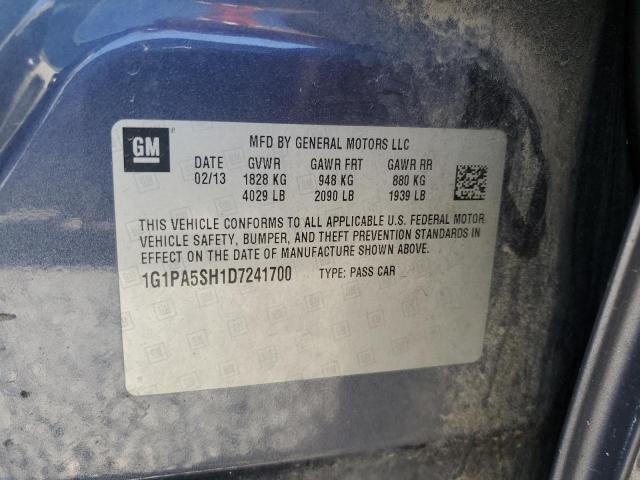 GM
MFD BY GENERAL MOTORS LLC
DATE GVWR GAWR FRT GAWR RR
02/13 1828 KG 948 KG 880 KG
4029 LB 2090 LB 1939 LB
THIS VEHICLE CONFORMS TO ALL APPLICABLE U.S. FEDERAL MOTOR
VEHICLE SAFETY, BUMPER, AND THEFT PREVENTION STANDARDS IN
EFFECT ON THE DATE OF MANUFACTURE SHOWN ABOVE.
1G1PA5SH1D7241700 TYPE: PASS CAR